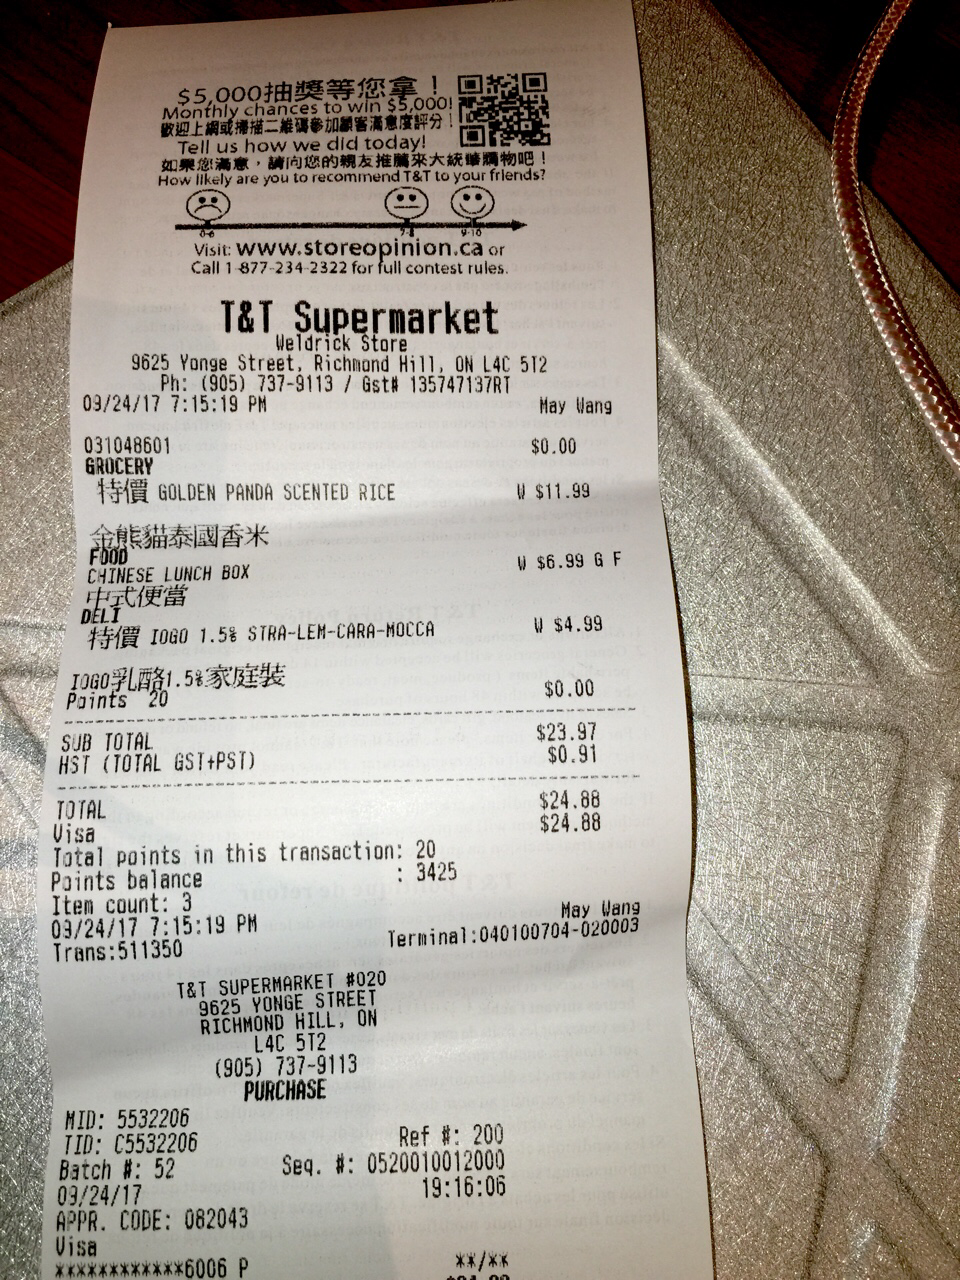 $5,000抽獎等您拿！
Monthly chances to win $5,000!
歡迎上網或掃描二維碼參加顧客滿意度評分！
Tell us how we did today!
如果您滿意，請向您的親友推薦來大統華購物吧！
How likely are you to recommend T&T to your friends?
0-6 7-8 9-10
Visit: www.storeopinion.ca or
Call 1-877-234-2322 for full contest rules.
T&T Supermarket
Weldrick Store
9625 Yonge Street, Richmond Hill, ON L4C 5T2
Ph: (905) 737-9113 / Gst# 135747137RT
09/24/17 7:15:19 PM May Wang
031048601 $0.00
GROCERY
特價 GOLDEN PANDA SCENTED RICE W $11.99
金熊貓泰國香米
FOOD
CHINESE LUNCH BOX W $6.99 G F
中式便當
DELI
特價 IOGO 1.5% STRA-LEM-CARA-MOCCA W $4.99
IOGO乳酪1.5%家庭裝
Points 20 $0.00
SUB TOTAL $23.97
HST (TOTAL GST+PST) $0.91
TOTAL $24.88
Visa $24.88
Total points in this transaction: 20
Points balance : 3425
Item count: 3
09/24/17 7:15:19 PM May Wang
Trans:511350 Terminal:040100704-020003
T&T SUPERMARKET #020
9625 YONGE STREET
RICHMOND HILL, ON
L4C 5T2
(905) 737-9113
PURCHASE
MID: 5532206
TID: C5532206 Ref #: 200
Batch #: 52 Seq. #: 0520010012000
09/24/17 19:16:06
APPR. CODE: 082043
Visa
************6006 P **/**